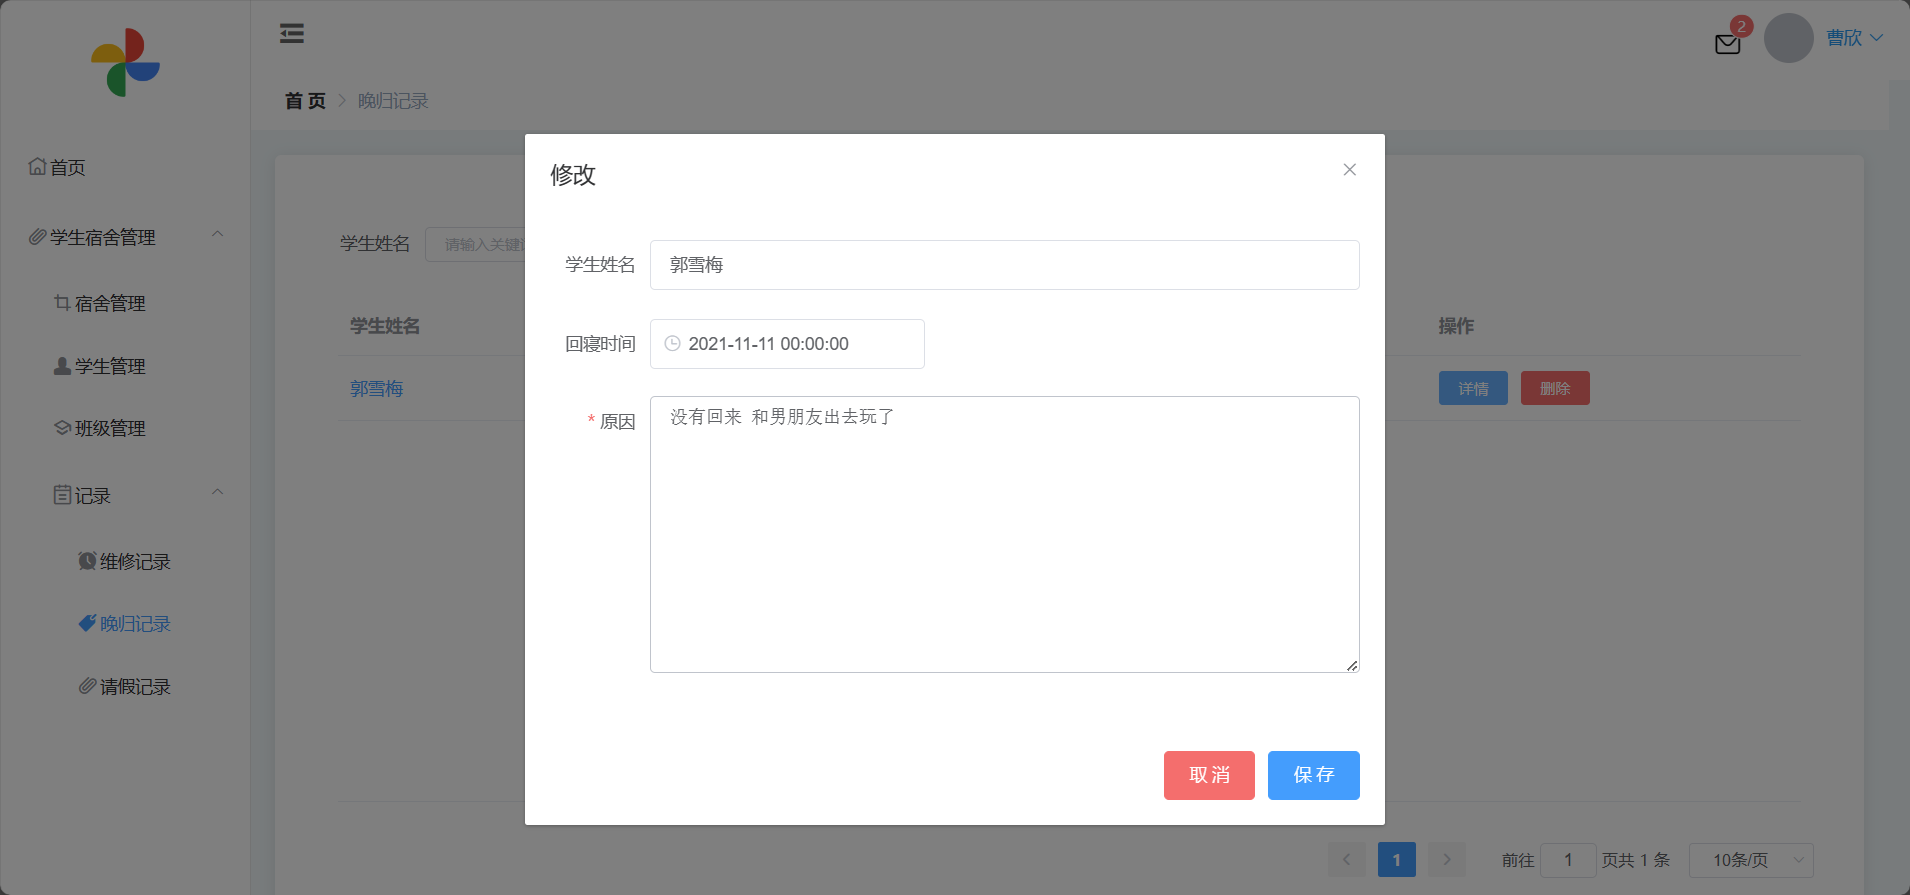 2
曹欣
首页
晚归记录
首页
学生宿舍管理
宿舍管理
学生管理
班级管理
记录
维修记录
晚归记录
请假记录
学生姓名
请输入关键
学生姓名
操作
郭雪梅
详情
删除
修改
学生姓名
郭雪梅
回寝时间
2021-11-11 00:00:00
* 原因
没有回来 和男朋友出去玩了
取消
保存
1
前往
1
页共 1 条
10条/页